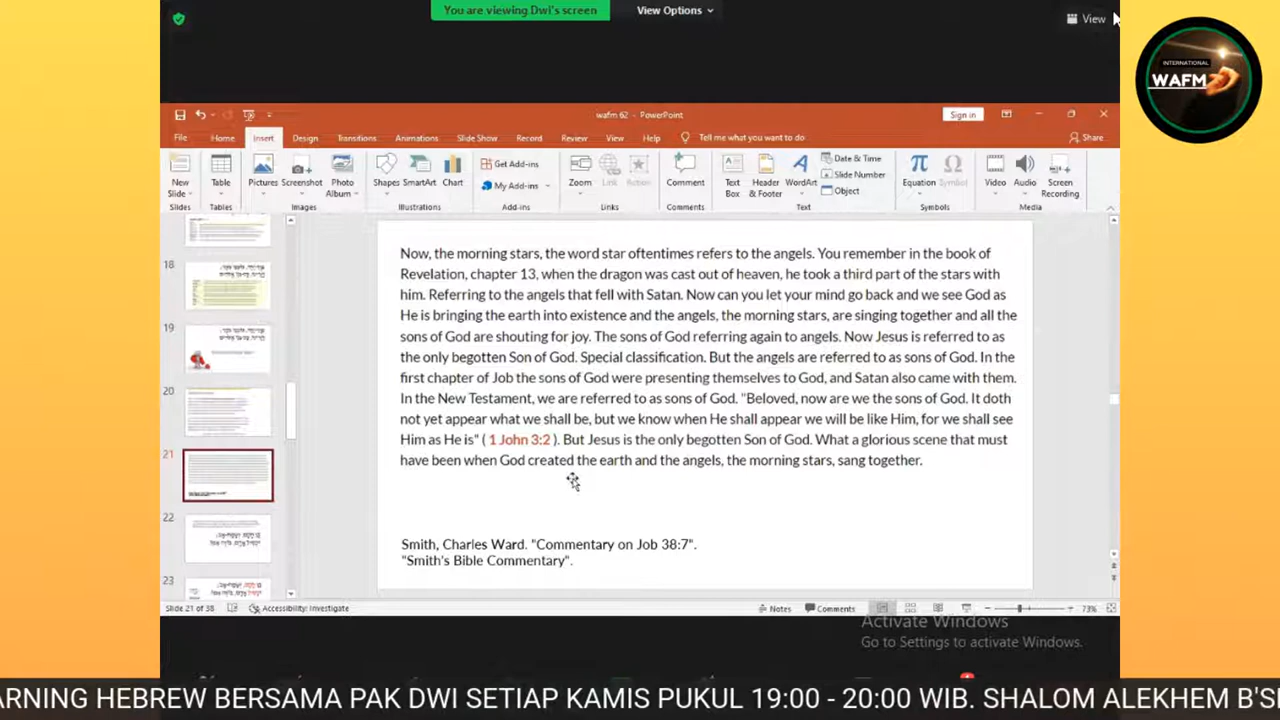 You are viewing Dwi's screen
View Options
View
INTERNATIONAL
WAFM
wafm 62 - PowerPoint
Sign in
File Home Insert Design Transitions Animations Slide Show Record Review View Help Tell me what you want to do
Share
New Slide
Table
Pictures
Screenshot
Photo Album
Shapes
SmartArt
Chart
Get Add-ins
My Add-ins
Zoom
Link
Action
Comment
Text Box
Header & Footer
WordArt
Date & Time
Slide Number
Object
Equation
Symbol
Video
Audio
Screen Recording
Slides Tables Images Illustrations Add-ins Links Comments Text Symbols Media
18
19
20
21
22
23
Now, the morning stars, the word star oftentimes refers to the angels. You remember in the book of
Revelation, chapter 13, when the dragon was cast out of heaven, he took a third part of the stars with
him. Referring to the angels that fell with Satan. Now can you let your mind go back and we see God as
He is bringing the earth into existence and the angels, the morning stars, are singing together and all the
sons of God are shouting for joy. The sons of God referring again to angels. Now Jesus is referred to as
the only begotten Son of God. Special classification. But the angels are referred to as sons of God. In the
first chapter of Job the sons of God were presenting themselves to God, and Satan also came with them.
In the New Testament, we are referred to as sons of God. "Beloved, now are we the sons of God. It doth
not yet appear what we shall be, but we know when He shall appear we will be like Him, for we shall see
Him as He is" ( 1 John 3:2 ). But Jesus is the only begotten Son of God. What a glorious scene that must
have been when God created the earth and the angels, the morning stars, sang together.
Smith, Charles Ward. "Commentary on Job 38:7".
"Smith's Bible Commentary".
Slide 21 of 38
Accessibility: Investigate
Notes
Comments
73%
Activate Windows
Go to Settings to activate Windows.
ARNING HEBREW BERSAMA PAK DWI SETIAP KAMIS PUKUL 19:00 - 20:00 WIB. SHALOM ALEKHEM B'S